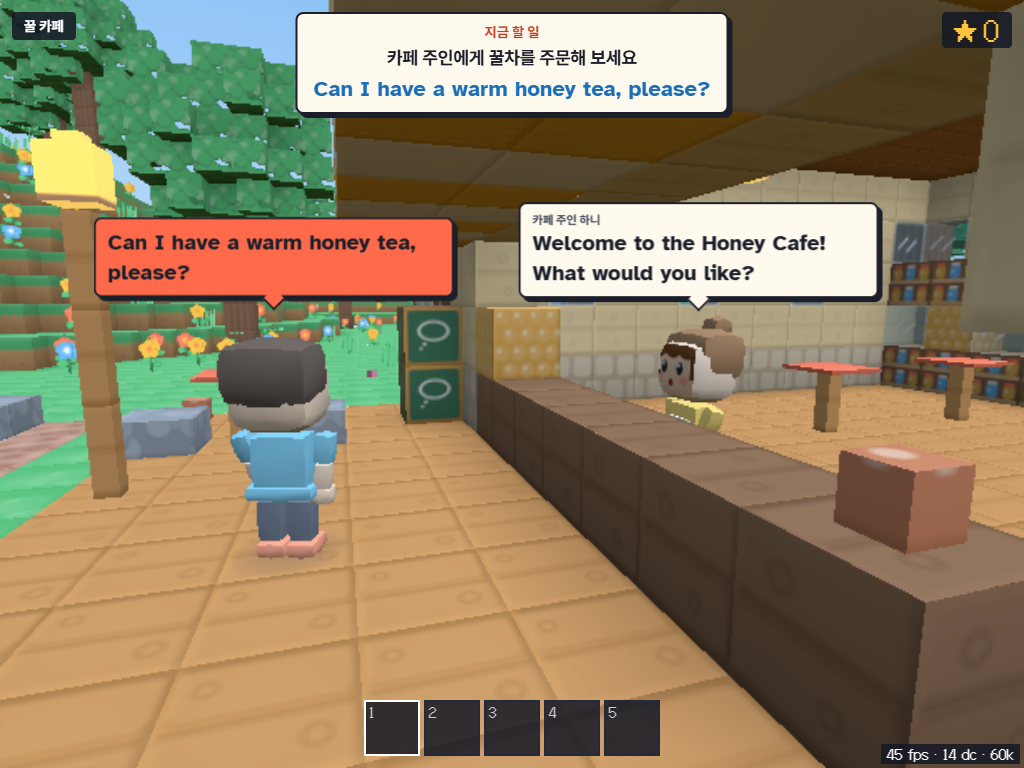 꿀 카페
지금 할 일
카페 주인에게 꿀차를 주문해 보세요
Can I have a warm honey tea, please?
★ 0
Can I have a warm honey tea,
please?
카페 주인 하니
Welcome to the Honey Cafe!
What would you like?
1 2 3 4 5
45 fps · 14 dc · 60k